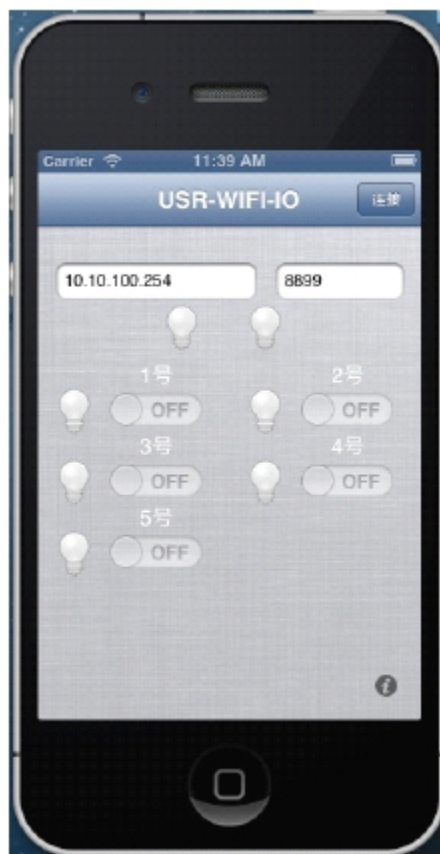 Carrier 11:39 AM
USR-WIFI-IO 连接
10.10.100.254 8899
1号 2号
OFF OFF
3号 4号
OFF OFF
5号
OFF